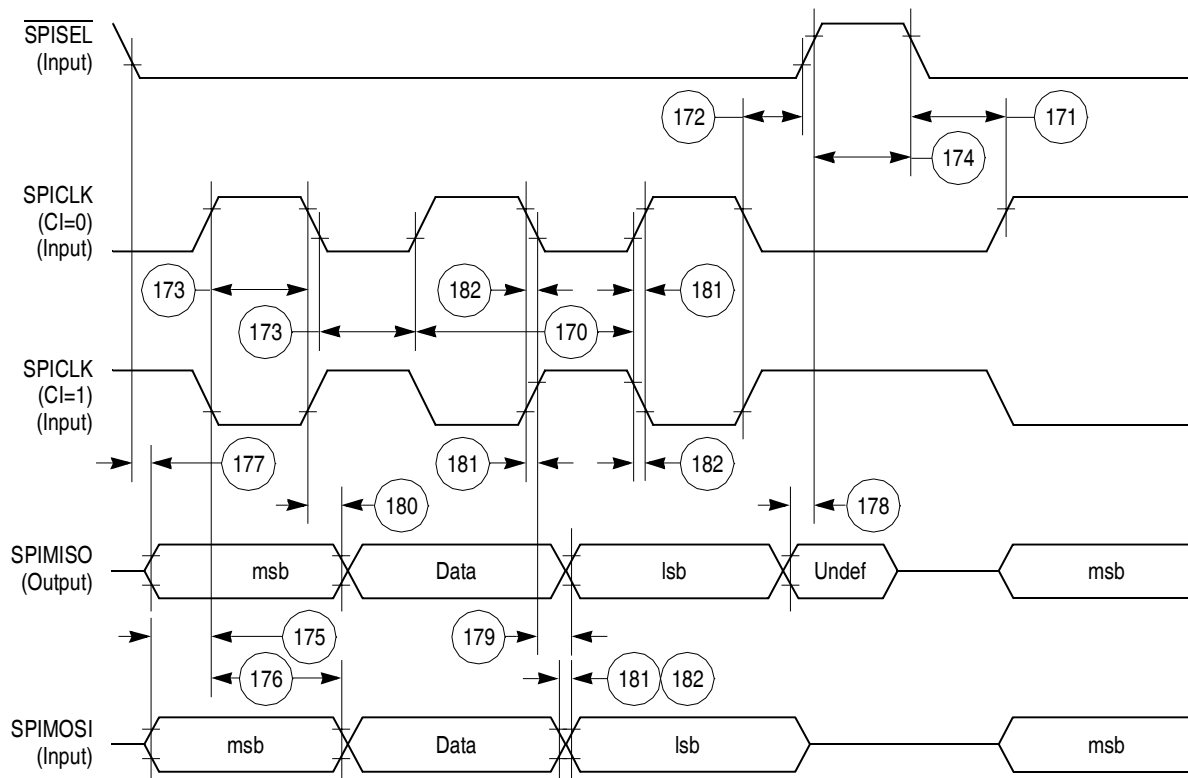 SPISEL
(Input)
172
171
174
SPICLK
(CI=0)
(Input)
173
182
181
173
170
SPICLK
(CI=1)
(Input)
177
181
182
180
178
SPIMISO
(Output)
msb
Data
lsb
Undef
msb
175
179
176
181
182
SPIMOSI
(Input)
msb
Data
lsb
msb